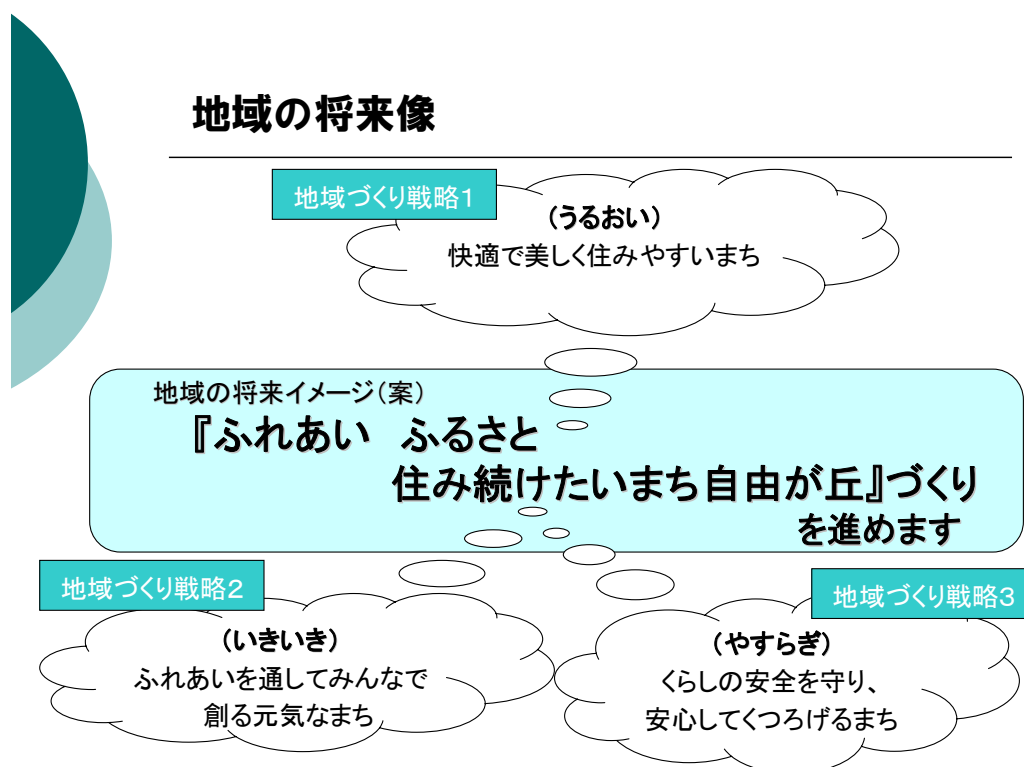 地域の将来像
地域づくり戦略1
(うるおい)
快適で美しく住みやすいまち
地域の将来イメージ(案)
『ふれあい　ふるさと
住み続けたいまち自由が丘』づくり
を進めます
地域づくり戦略2
(いきいき)
ふれあいを通してみんなで
創る元気なまち
地域づくり戦略3
(やすらぎ)
くらしの安全を守り、
安心してくつろげるまち